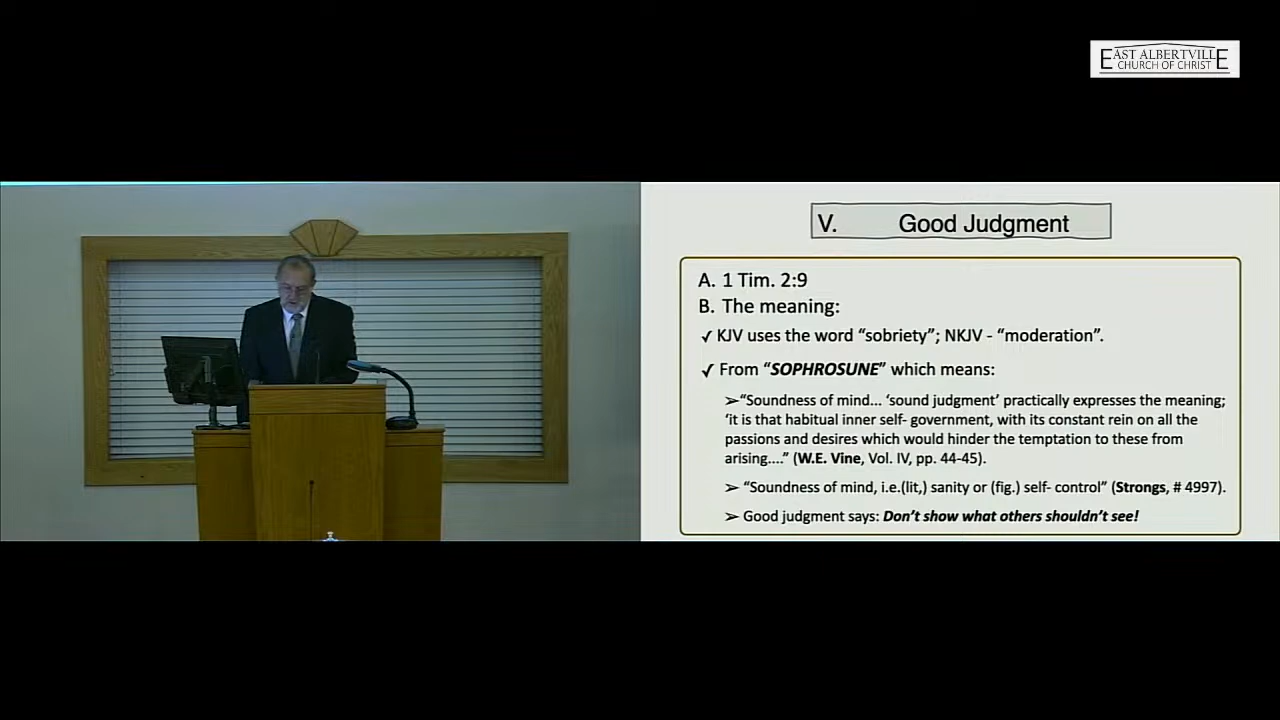 EAST ALBERTVILLE
CHURCH OF CHRIST
V. Good Judgment
A. 1 Tim. 2:9
B. The meaning:
✓ KJV uses the word “sobriety”; NKJV - “moderation”.
✓ From “SOPHROSUNE” which means:
➢“Soundness of mind... ‘sound judgment’ practically expresses the meaning;
‘it is that habitual inner self- government, with its constant rein on all the
passions and desires which would hinder the temptation to these from
arising....” (W.E. Vine, Vol. IV, pp. 44-45).
➢ “Soundness of mind, i.e.(lit,) sanity or (fig.) self- control” (Strongs, # 4997).
➢ Good judgment says: Don’t show what others shouldn’t see!